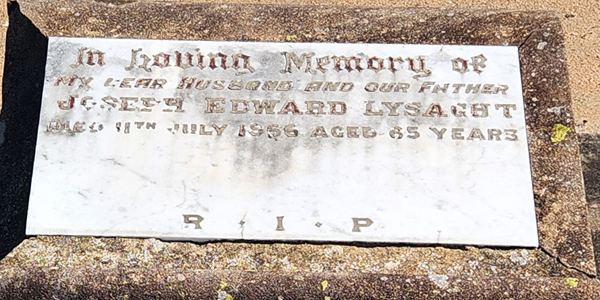 In Loving Memory of
MY DEAR HUSBAND AND OUR FATHER
JOSEPH EDWARD LYSAGHT
DIED 11TH JULY 1956 AGED 65 YEARS
R·I·P